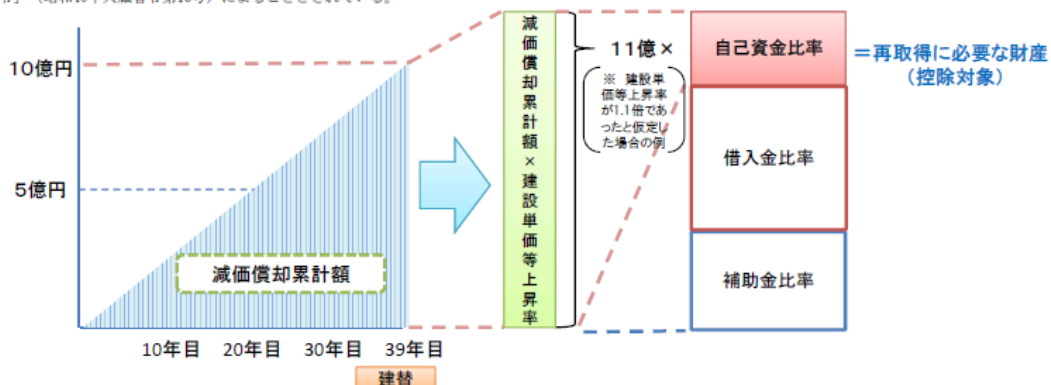 10億円
5億円
減価償却累計額
10年目
20年目
30年目
39年目
建替
減価償却累計額×建設単価等上昇率
11億×
※ 建設単
価等上昇率
が1.1倍であ
ったと仮定し
た場合の例
自己資金比率
借入金比率
補助金比率
=再取得に必要な財産
(控除対象)